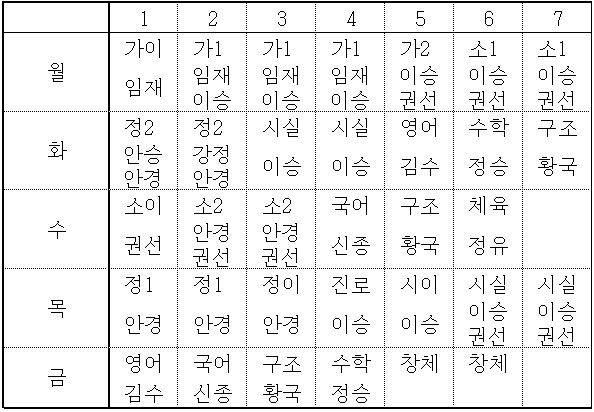 1 2 3 4 5 6 7
월
가이 가1 가1 가1 가2 소1 소1
임재 임재 임재 임재 이승 이승 이승
이승 이승 이승 권선 권선 권선
화
정2 정2 시실 시실 영어 수학 구조
안승 강정 이승 이승 김수 정승 황국
안경 안경
수
소이 소2 소2 국어 구조 체육
권선 안경 안경 신종 황국 정유
권선 권선
목
정1 정1 정이 진로 시이 시실 시실
안경 안경 안경 이승 이승 이승 이승
권선 권선
금
영어 국어 구조 수학 창체 창체
김수 신종 황국 정승